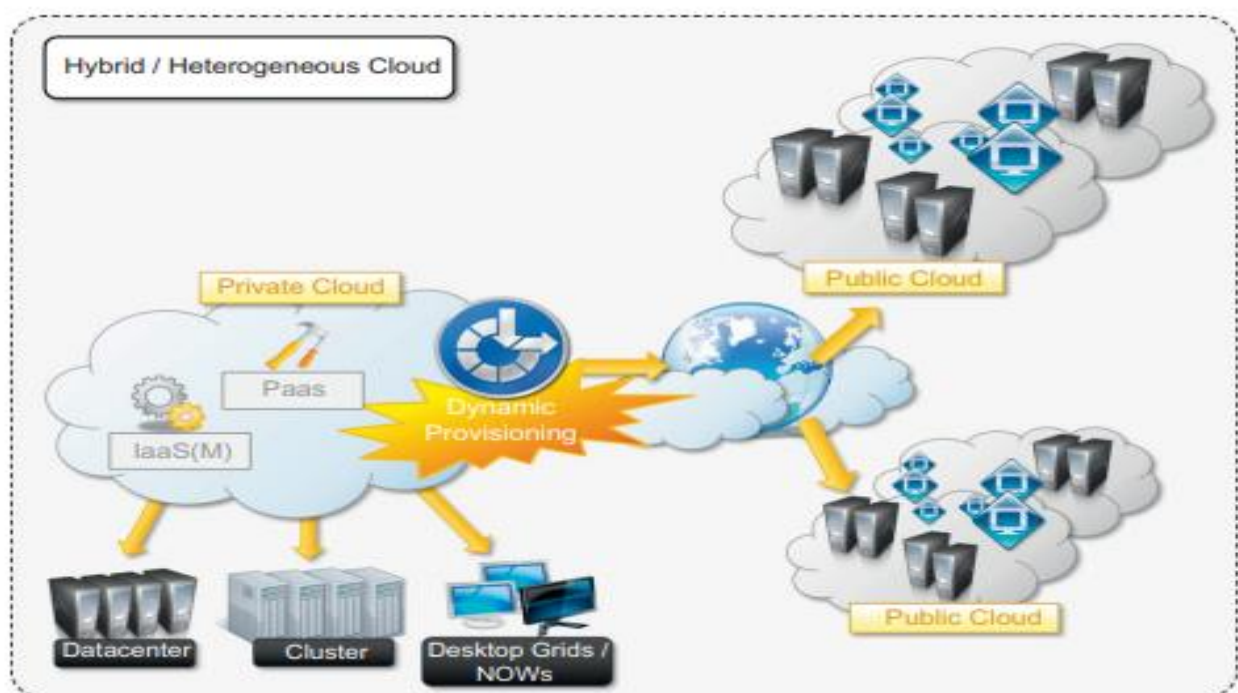 Hybrid / Heterogeneous Cloud
Public Cloud
Private Cloud
Paas
Dynamic
Provisioning
IaaS(M)
Datacenter
Cluster
Desktop Grids /
NOWs
Public Cloud